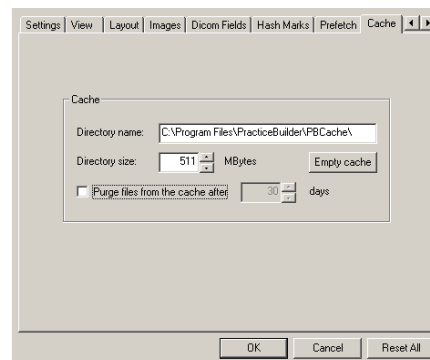 Settings View Layout Images Dicom Fields Hash Marks Prefetch Cache
Cache
Directory name: C:\Program Files\PracticeBuilder\PBCache\
Directory size: 511 MBytes Empty cache
Purge files from the cache after 30 days
OK Cancel Reset All